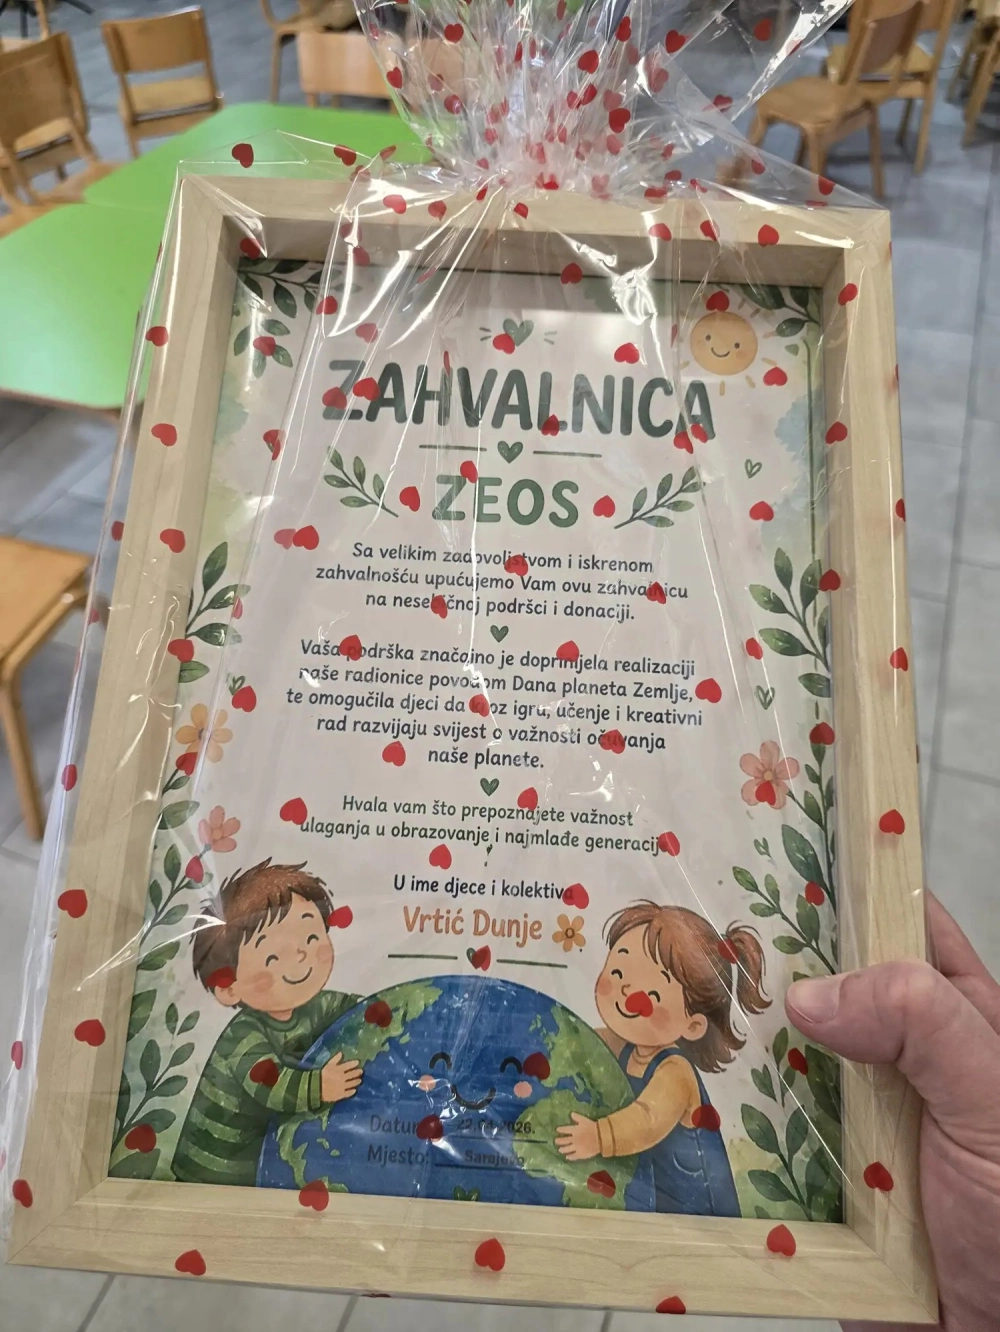 ZAHVALNICA
ZEOS
Sa velikim zadovoljstvom i iskrenom
zahvalnošću upućujemo Vam ovu zahvalnicu
na nesebičnoj podršci i donaciji.
Vaša podrška značajno je doprinijela realizaciji
naše radionice povodom Dana planeta Zemlje,
te omogućila djeci da kroz igru, učenje i kreativni
rad razvijaju svijest o važnosti očuvanja
naše planete.
Hvala vam što prepoznajete važnost
ulaganja u obrazovanje i najmlađe generacije
U ime djece i kolektiva
Vrtić Dunje
Datum: 22.04.2026.
Mjesto: Sarajevo